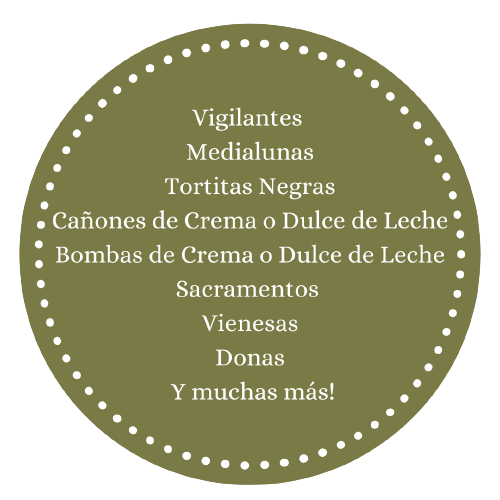 Vigilantes
Medialunas
Tortitas Negras
Cañones de Crema o Dulce de Leche
Bombas de Crema o Dulce de Leche
Sacramentos
Vienesas
Donas
Y muchas más!